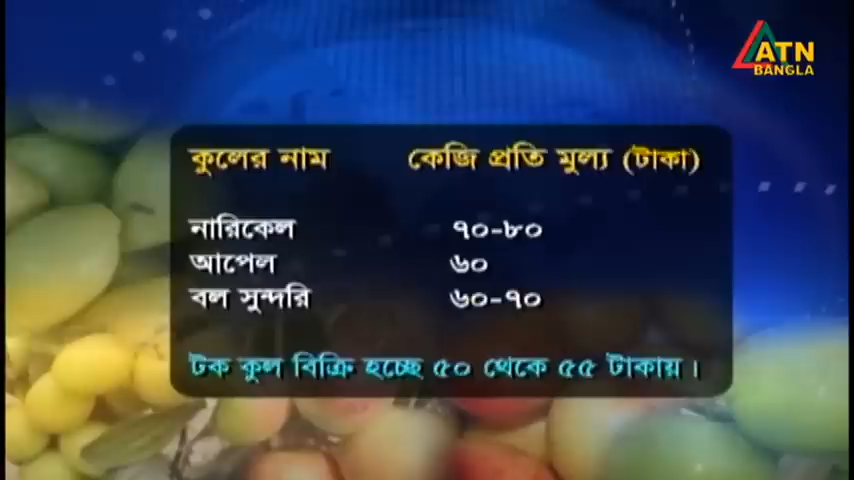 ATN
BANGLA
কুলের নাম কেজি প্রতি মুল্য (টাকা)
নারিকেল ৭০-৮০
আপেল ৬০
বল সুন্দরি ৬০-৭০
টক কুল বিক্রি হচ্ছে ৫০ থেকে ৫৫ টাকায়।